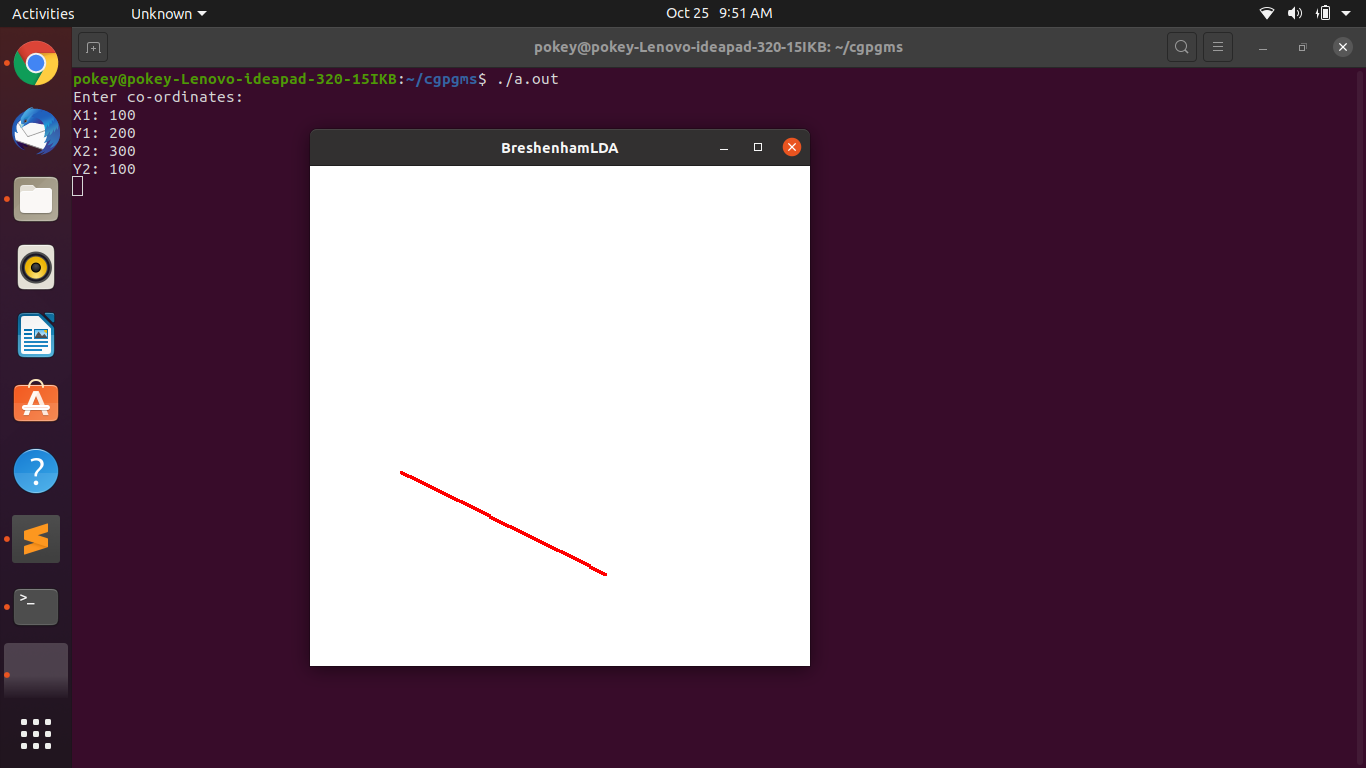 Activities
Unknown
Oct 25 9:51 AM
pokey@pokey-Lenovo-ideapad-320-15IKB: ~/cgpgms
pokey@pokey-Lenovo-ideapad-320-15IKB:~/cgpgms$ ./a.out
Enter co-ordinates:
X1: 100
Y1: 200
X2: 300
Y2: 100
BreshenhamLDA